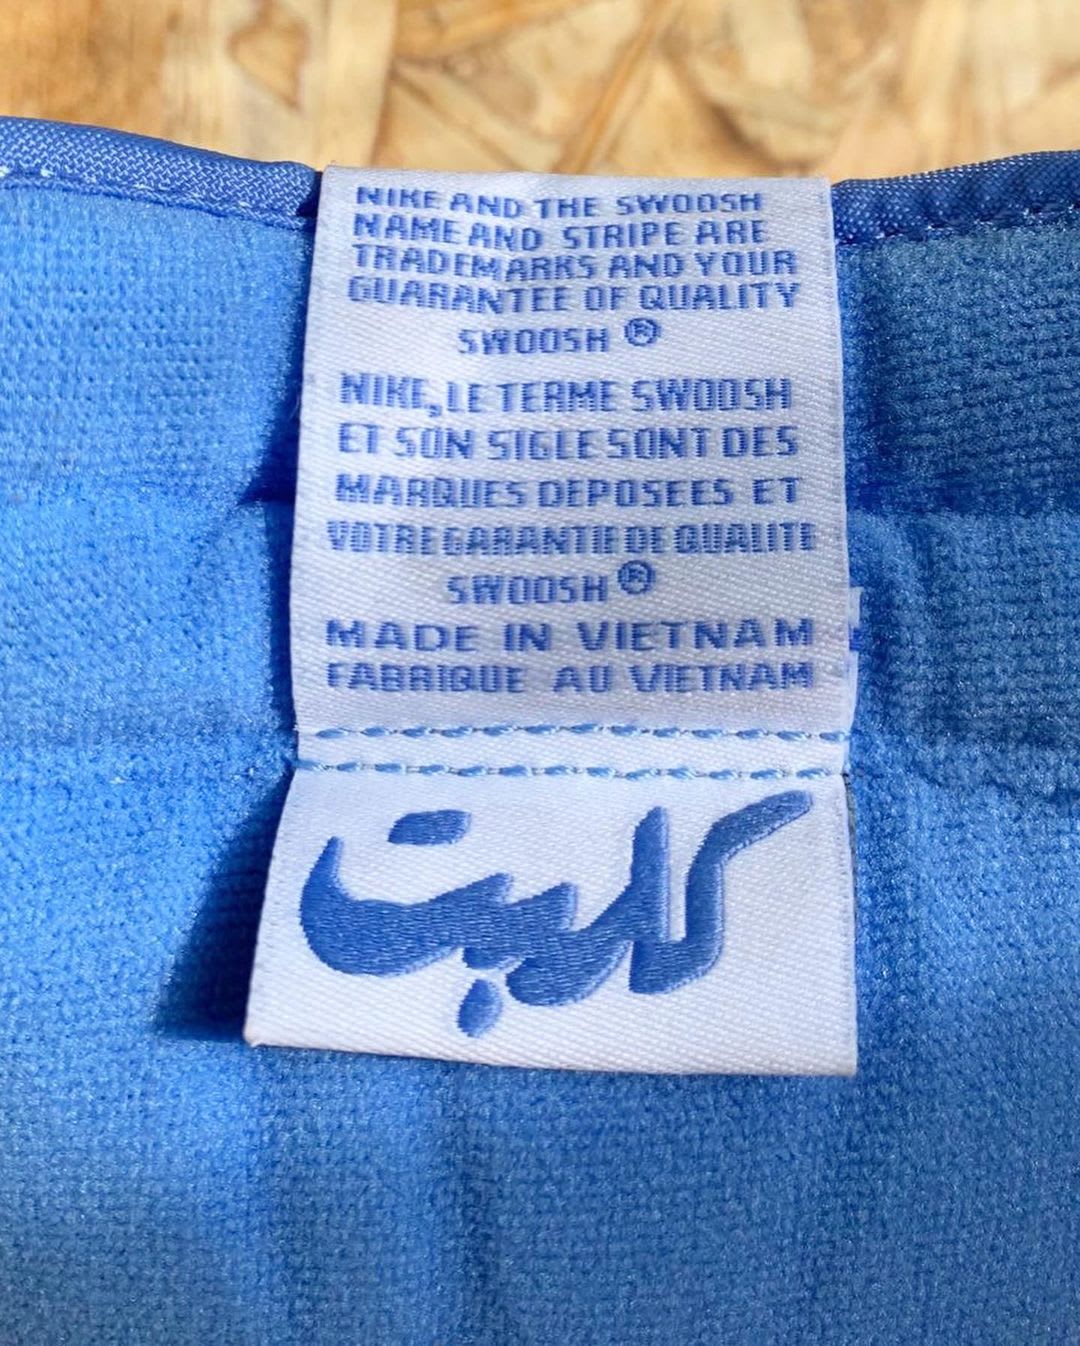 NIKE AND THE SWOOSH
NAME AND STRIPE ARE
TRADEMARKS AND YOUR
GUARANTEE OF QUALITY
SWOOSH ®
NIKE, LE TERME SWOOSH
ET SON SIGLE SONT DES
MARQUES DEPOSEES ET
VOTRE GARANTIE DE QUALITE
SWOOSH ®
MADE IN VIETNAM
FABRIQUE AU VIETNAM